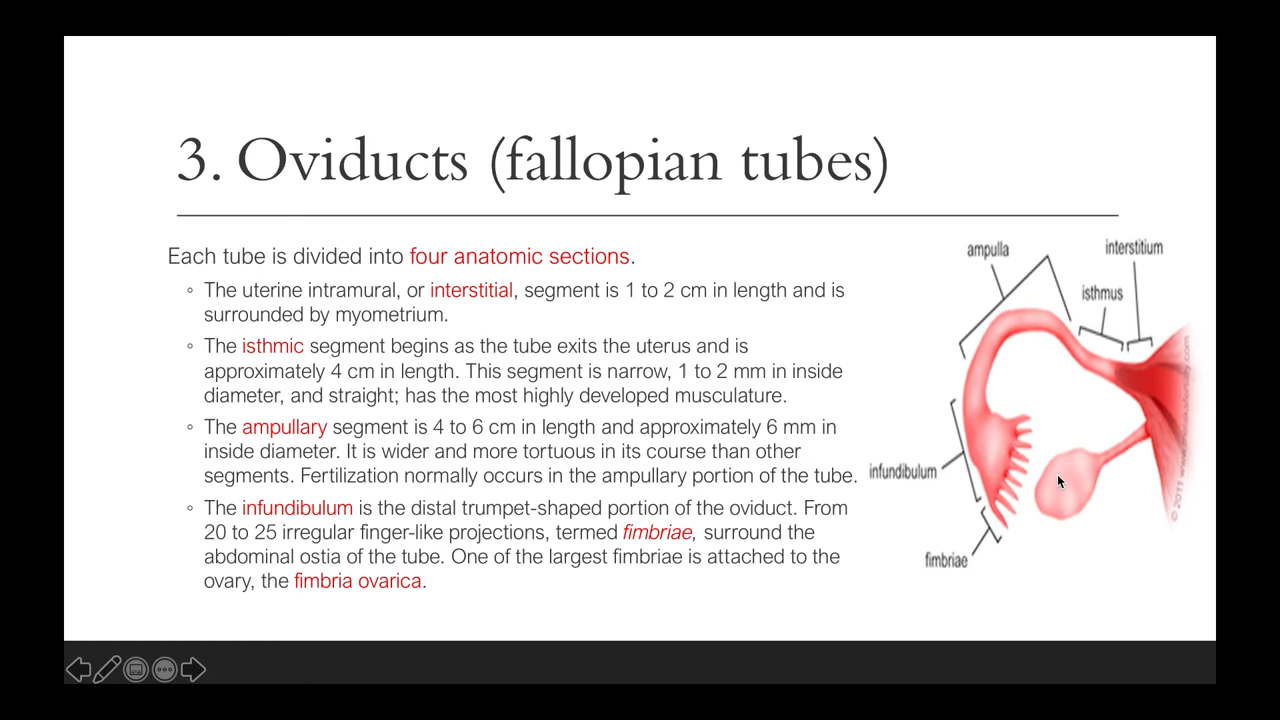 3. Oviducts (fallopian tubes)
Each tube is divided into four anatomic sections.
◦ The uterine intramural, or interstitial, segment is 1 to 2 cm in length and is
surrounded by myometrium.
◦ The isthmic segment begins as the tube exits the uterus and is
approximately 4 cm in length. This segment is narrow, 1 to 2 mm in inside
diameter, and straight; has the most highly developed musculature.
◦ The ampullary segment is 4 to 6 cm in length and approximately 6 mm in
inside diameter. It is wider and more tortuous in its course than other
segments. Fertilization normally occurs in the ampullary portion of the tube.
◦ The infundibulum is the distal trumpet-shaped portion of the oviduct. From
20 to 25 irregular finger-like projections, termed fimbriae, surround the
abdominal ostia of the tube. One of the largest fimbriae is attached to the
ovary, the fimbria ovarica.
ampulla
interstitium
isthmus
infundibulum
fimbriae
© 2011